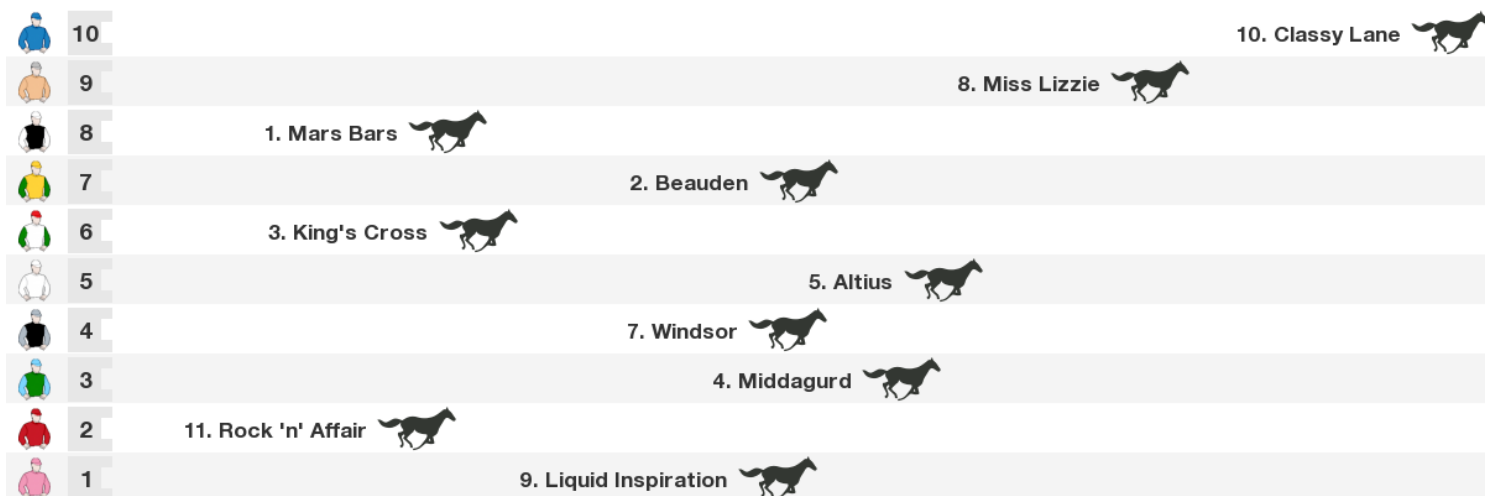 10 10. Classy Lane
9 8. Miss Lizzie
8 1. Mars Bars
7 2. Beauden
6 3. King's Cross
5 5. Altius
4 7. Windsor
3 4. Middagurd
2 11. Rock 'n' Affair
1 9. Liquid Inspiration